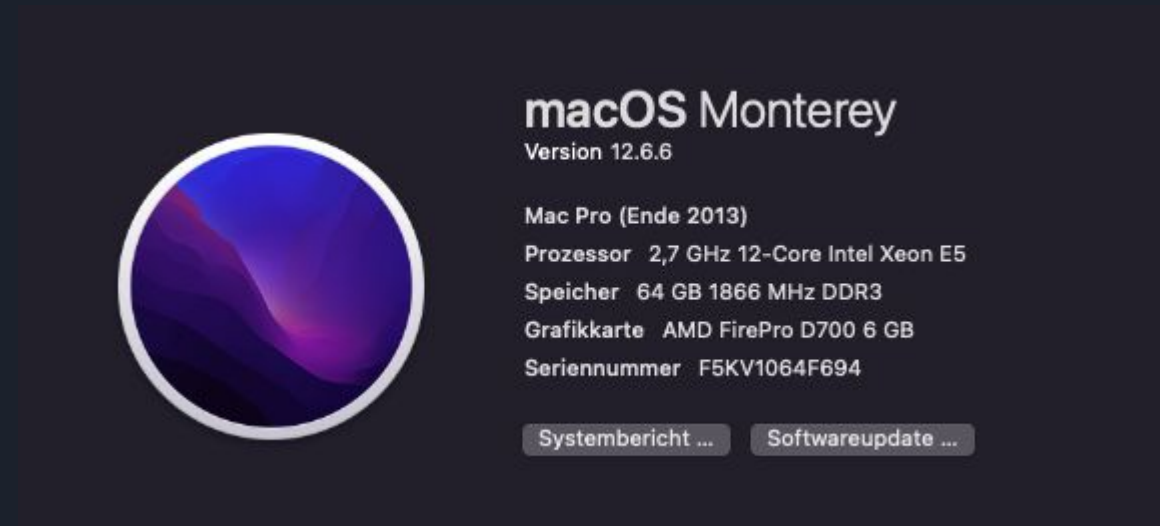 macOS Monterey
Version 12.6.6
Mac Pro (Ende 2013)
Prozessor 2,7 GHz 12-Core Intel Xeon E5
Speicher 64 GB 1866 MHz DDR3
Grafikkarte AMD FirePro D700 6 GB
Seriennummer F5KV1064F694
Systembericht ...
Softwareupdate ...